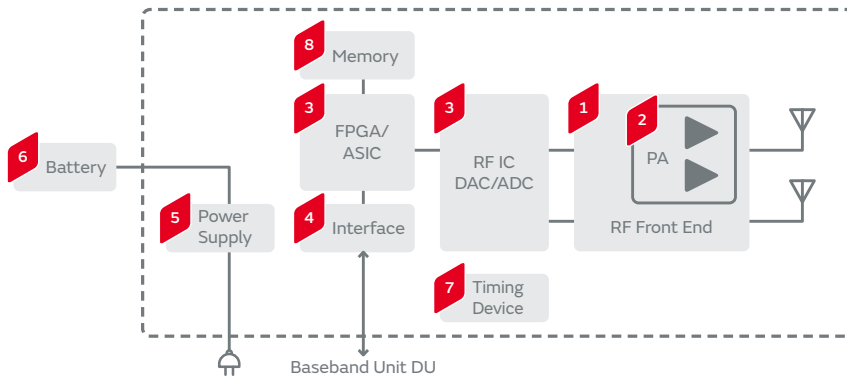 8
Memory
3
FPGA/
ASIC
3
RF IC
DAC/ADC
1
2
PA
RF Front End
6
Battery
5
Power
Supply
4
Interface
7
Timing
Device
Baseband Unit DU